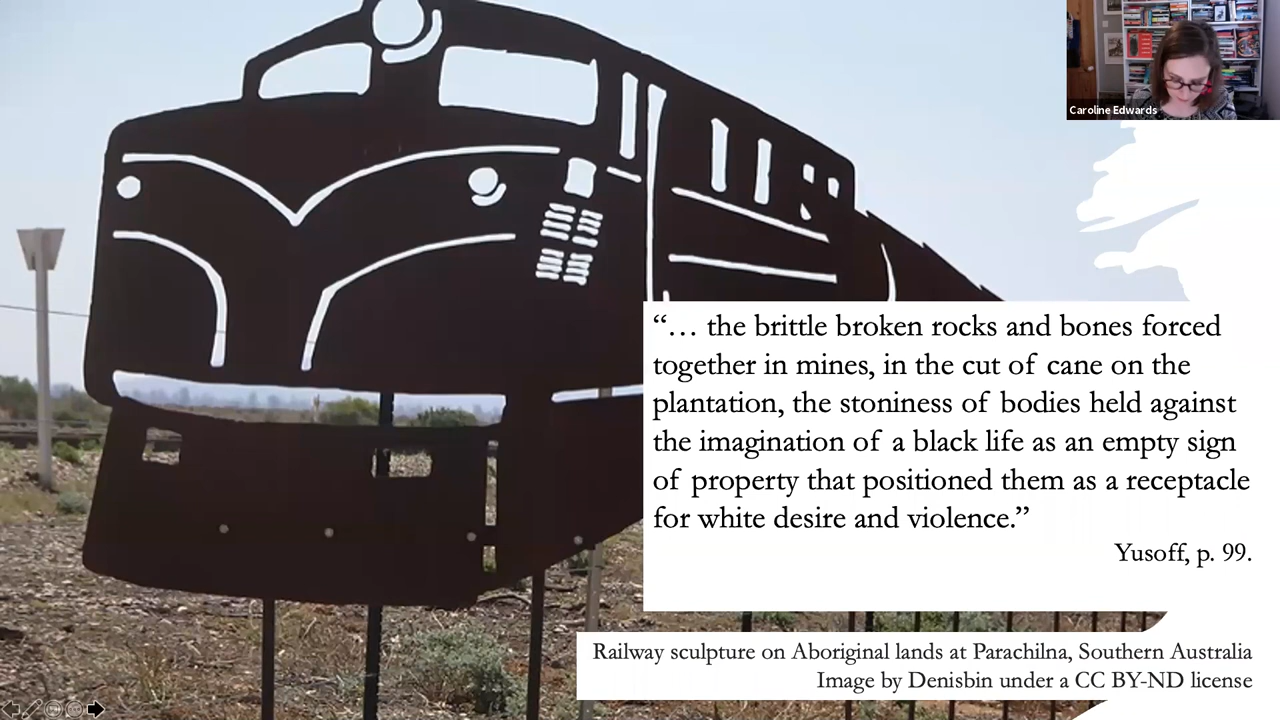 Caroline Edwards
“… the brittle broken rocks and bones forced
together in mines, in the cut of cane on the
plantation, the stoniness of bodies held against
the imagination of a black life as an empty sign
of property that positioned them as a receptacle
for white desire and violence.”
Yusoff, p. 99.
Railway sculpture on Aboriginal lands at Parachilna, Southern Australia
Image by Denisbin under a CC BY-ND license